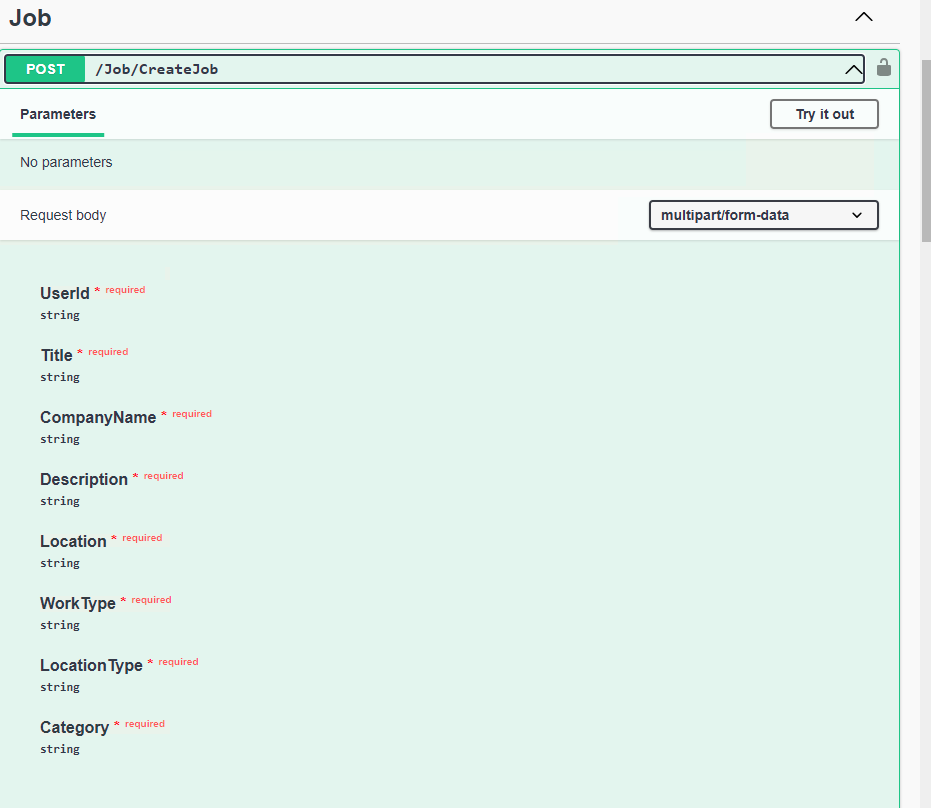 Job
POST /Job/CreateJob
Parameters Try it out
No parameters
Request body multipart/form-data
UserId * required
string
Title * required
string
CompanyName * required
string
Description * required
string
Location * required
string
WorkType * required
string
LocationType * required
string
Category * required
string